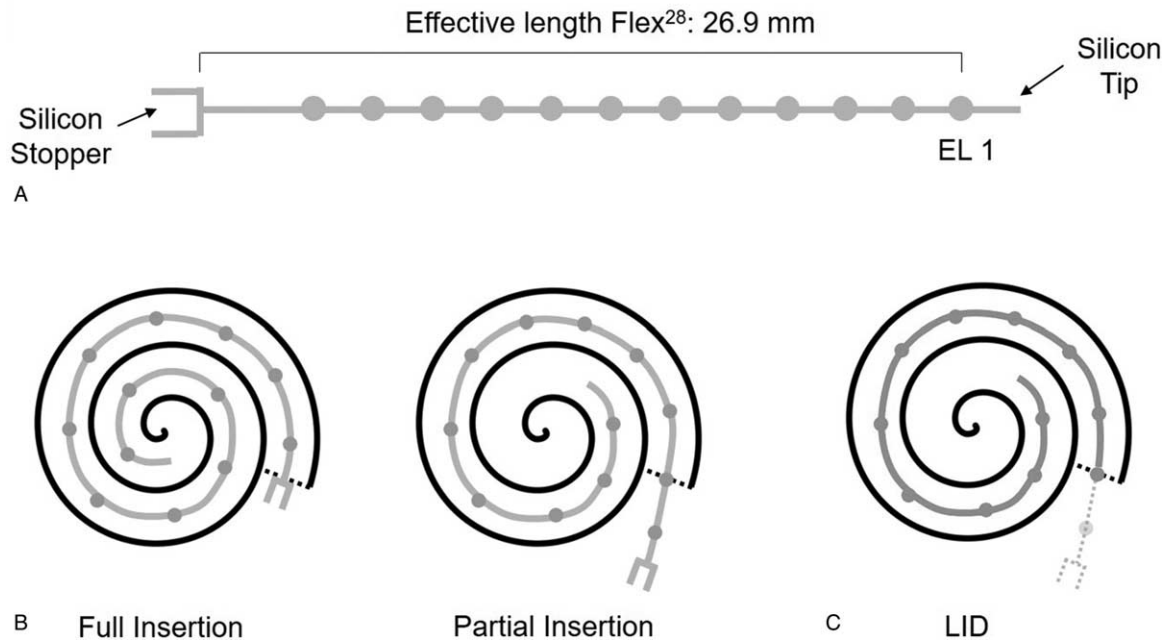 Effective length Flex²⁸: 26.9 mm
Silicon
Tip
Silicon
Stopper
EL 1
A
B
Full Insertion
Partial Insertion
C
LID